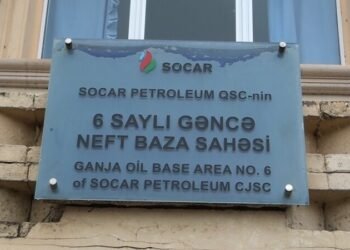 SOCAR
SOCAR PETROLEUM QSC-nin
6 SAYLI GƏNCƏ
NEFT BAZA SAHƏSİ
GANJA OIL BASE AREA NO. 6
of SOCAR PETROLEUM CJSC